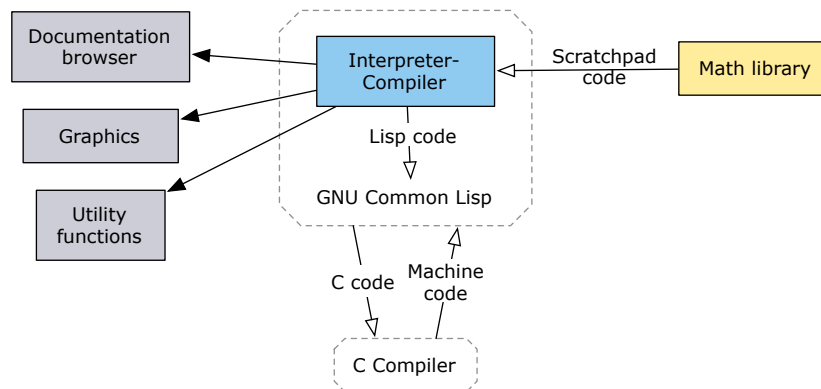 Documentation
browser
Interpreter-
Compiler
Scratchpad
code
Math library
Graphics
Lisp code
GNU Common Lisp
Utility
functions
C code
Machine
code
C Compiler